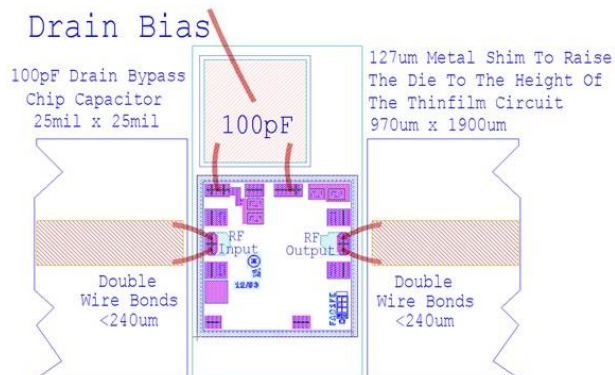 Drain Bias
100pF Drain Bypass
Chip Capacitor
25mil x 25mil
127um Metal Shim To Raise
The Die To The Height Of
The Thinfilm Circuit
970um x 1900um
100pF
RF
Input
RF
Output
12/03
Double
Wire Bonds
<240um
Double
Wire Bonds
<240um